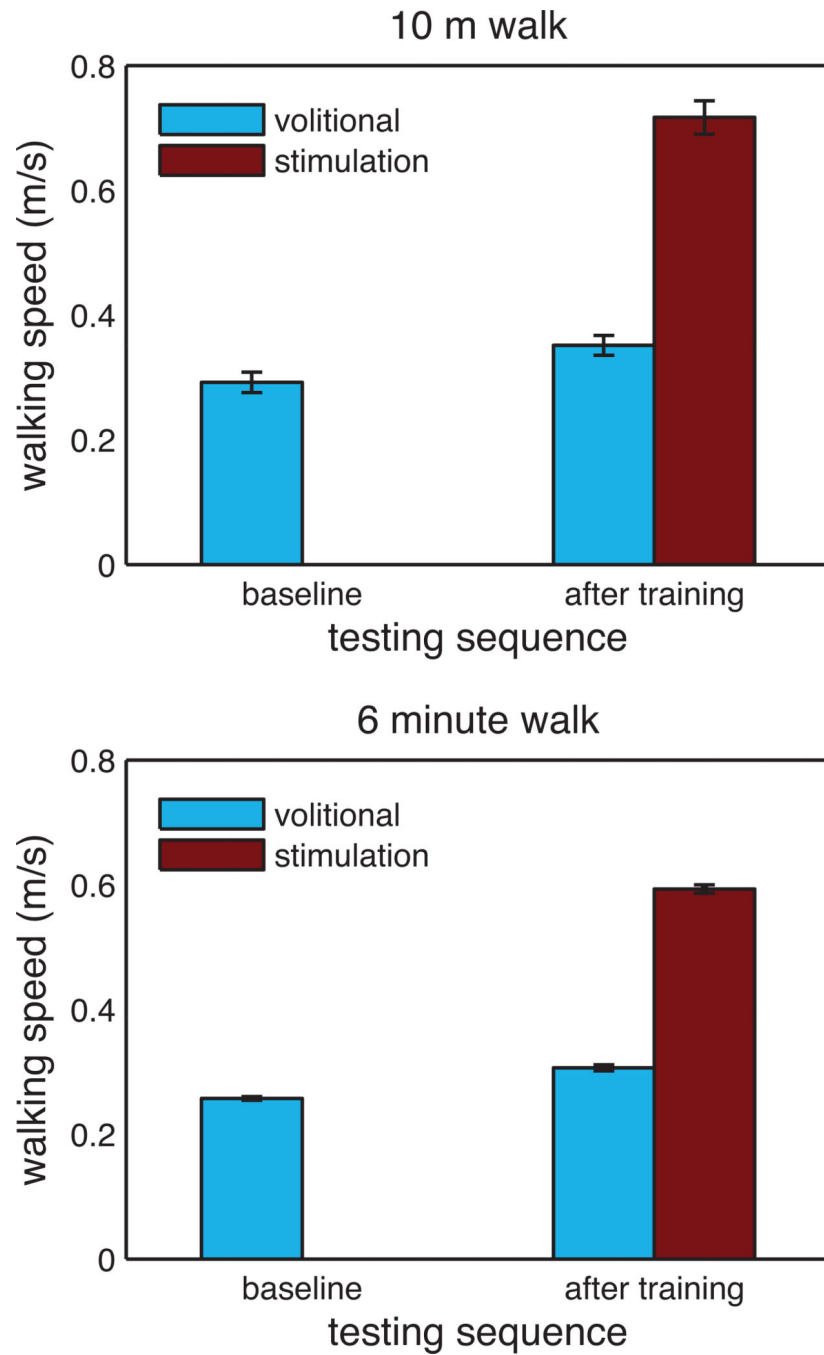 10 m walk
0.8
volitional
stimulation
0.6
0.4
0.2
0
walking speed (m/s)
baseline
after training
testing sequence
6 minute walk
0.8
volitional
stimulation
0.6
0.4
0.2
0
walking speed (m/s)
baseline
after training
testing sequence